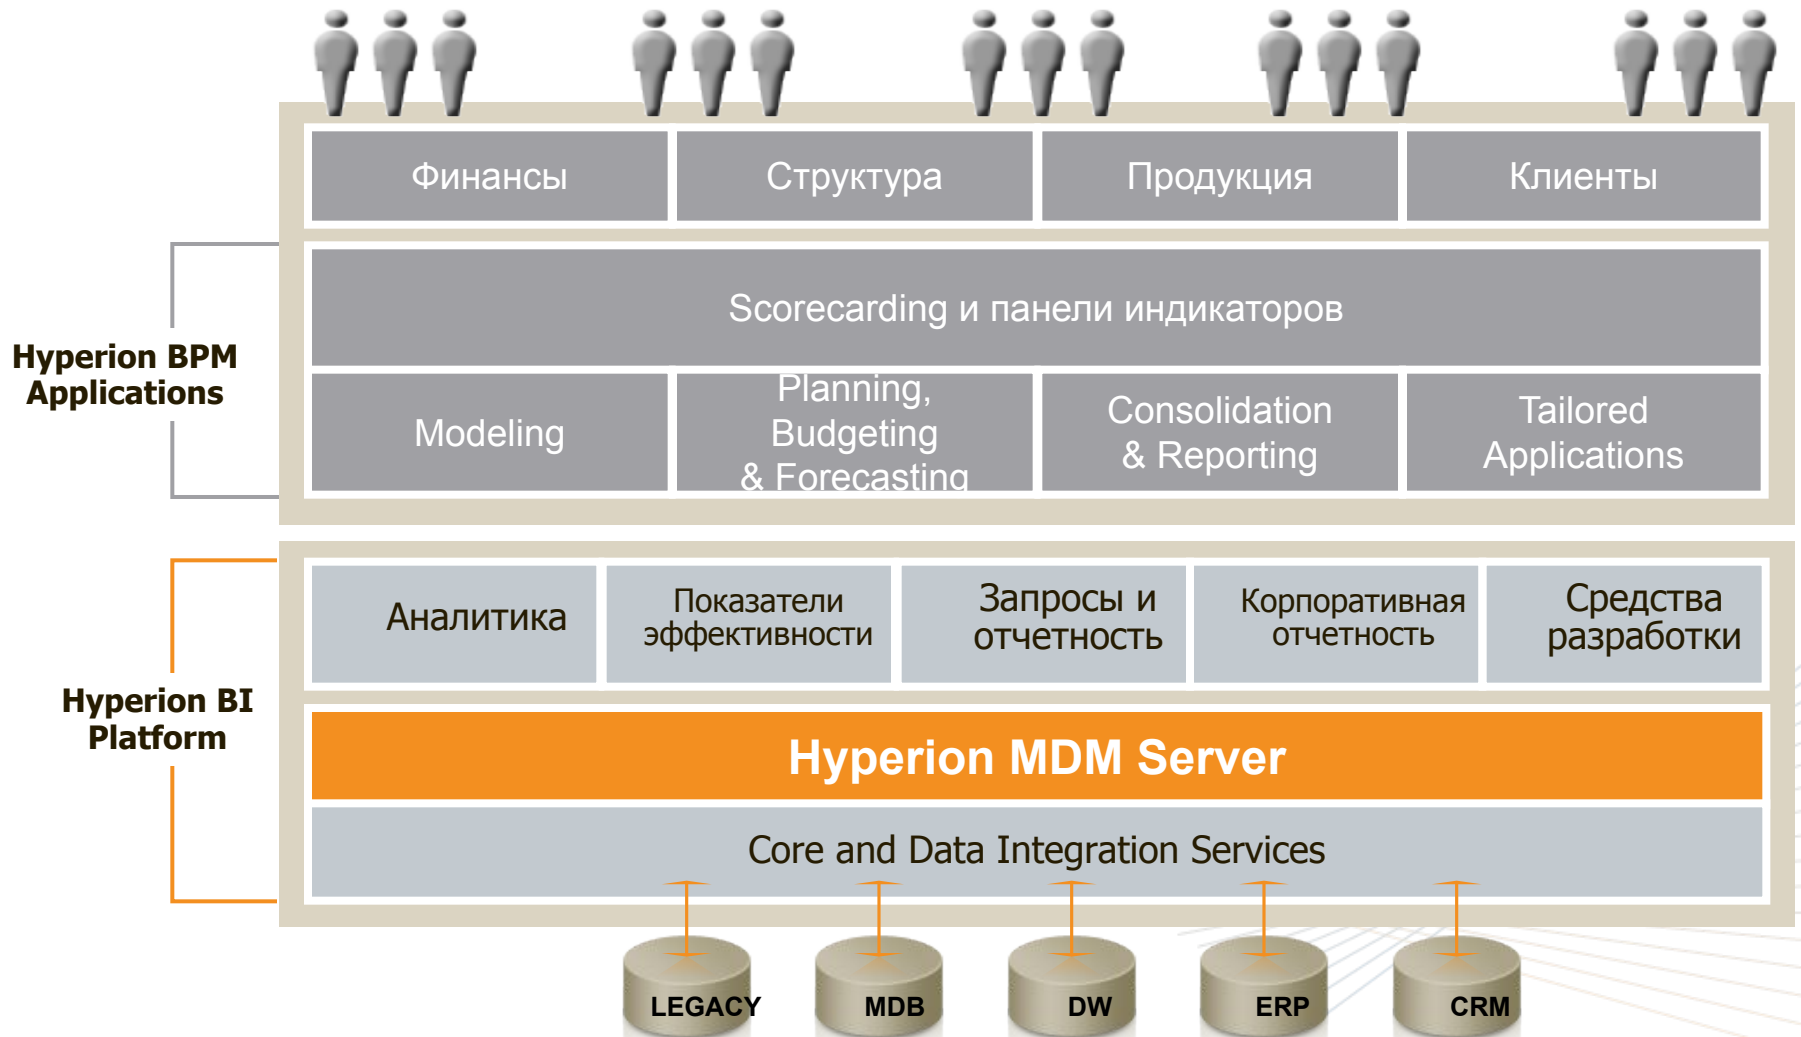 Финансы
Структура
Продукция
Клиенты
Scorecarding и панели индикаторов
Hyperion BPM
Applications
Modeling
Planning,
Budgeting
& Forecasting
Consolidation
& Reporting
Tailored
Applications
Аналитика
Показатели
эффективности
Запросы и
отчетность
Корпоративная
отчетность
Средства
разработки
Hyperion BI
Platform
Hyperion MDM Server
Core and Data Integration Services
LEGACY
MDB
DW
ERP
CRM